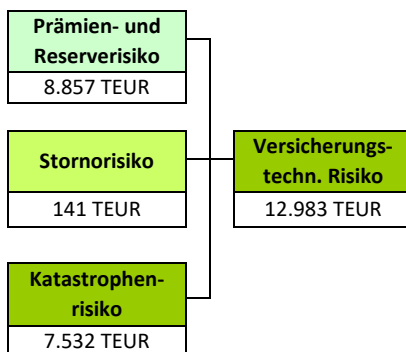 Prämien- und
Reserverisiko
8.857 TEUR
Stornorisiko
141 TEUR
Versicherungs-
techn. Risiko
12.983 TEUR
Katastrophen-
risiko
7.532 TEUR